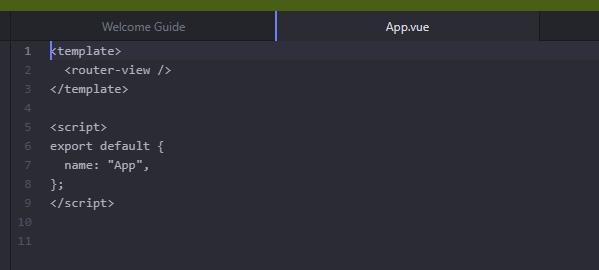 Welcome Guide
App.vue
1 <template>
2   <router-view />
3 </template>
4
5 <script>
6 export default {
7   name: "App",
8 };
9 </script>
10
11